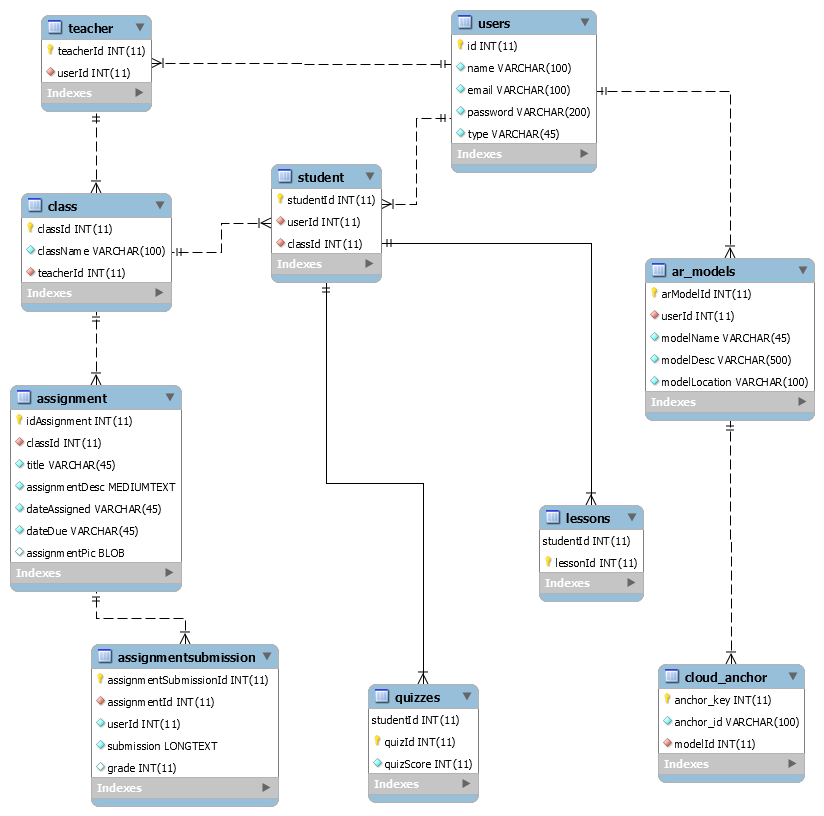 teacher
teacherId INT(11)
userId INT(11)
Indexes
users
id INT(11)
name VARCHAR(100)
email VARCHAR(100)
password VARCHAR(200)
type VARCHAR(45)
Indexes
class
classId INT(11)
className VARCHAR(100)
teacherId INT(11)
Indexes
student
studentId INT(11)
userId INT(11)
classId INT(11)
Indexes
ar_models
arModelId INT(11)
userId INT(11)
modelName VARCHAR(45)
modelDesc VARCHAR(500)
modelLocation VARCHAR(100)
Indexes
assignment
idAssignment INT(11)
classId INT(11)
title VARCHAR(45)
assignmentDesc MEDIUMTEXT
dateAssigned VARCHAR(45)
dateDue VARCHAR(45)
assignmentPic BLOB
Indexes
lessons
studentId INT(11)
lessonId INT(11)
Indexes
assignmentsubmission
assignmentSubmissionId INT(11)
assignmentId INT(11)
userId INT(11)
submission LONGTEXT
grade INT(11)
Indexes
quizzes
studentId INT(11)
quizId INT(11)
quizScore INT(11)
Indexes
cloud_anchor
anchor_key INT(11)
anchor_id VARCHAR(100)
modelId INT(11)
Indexes